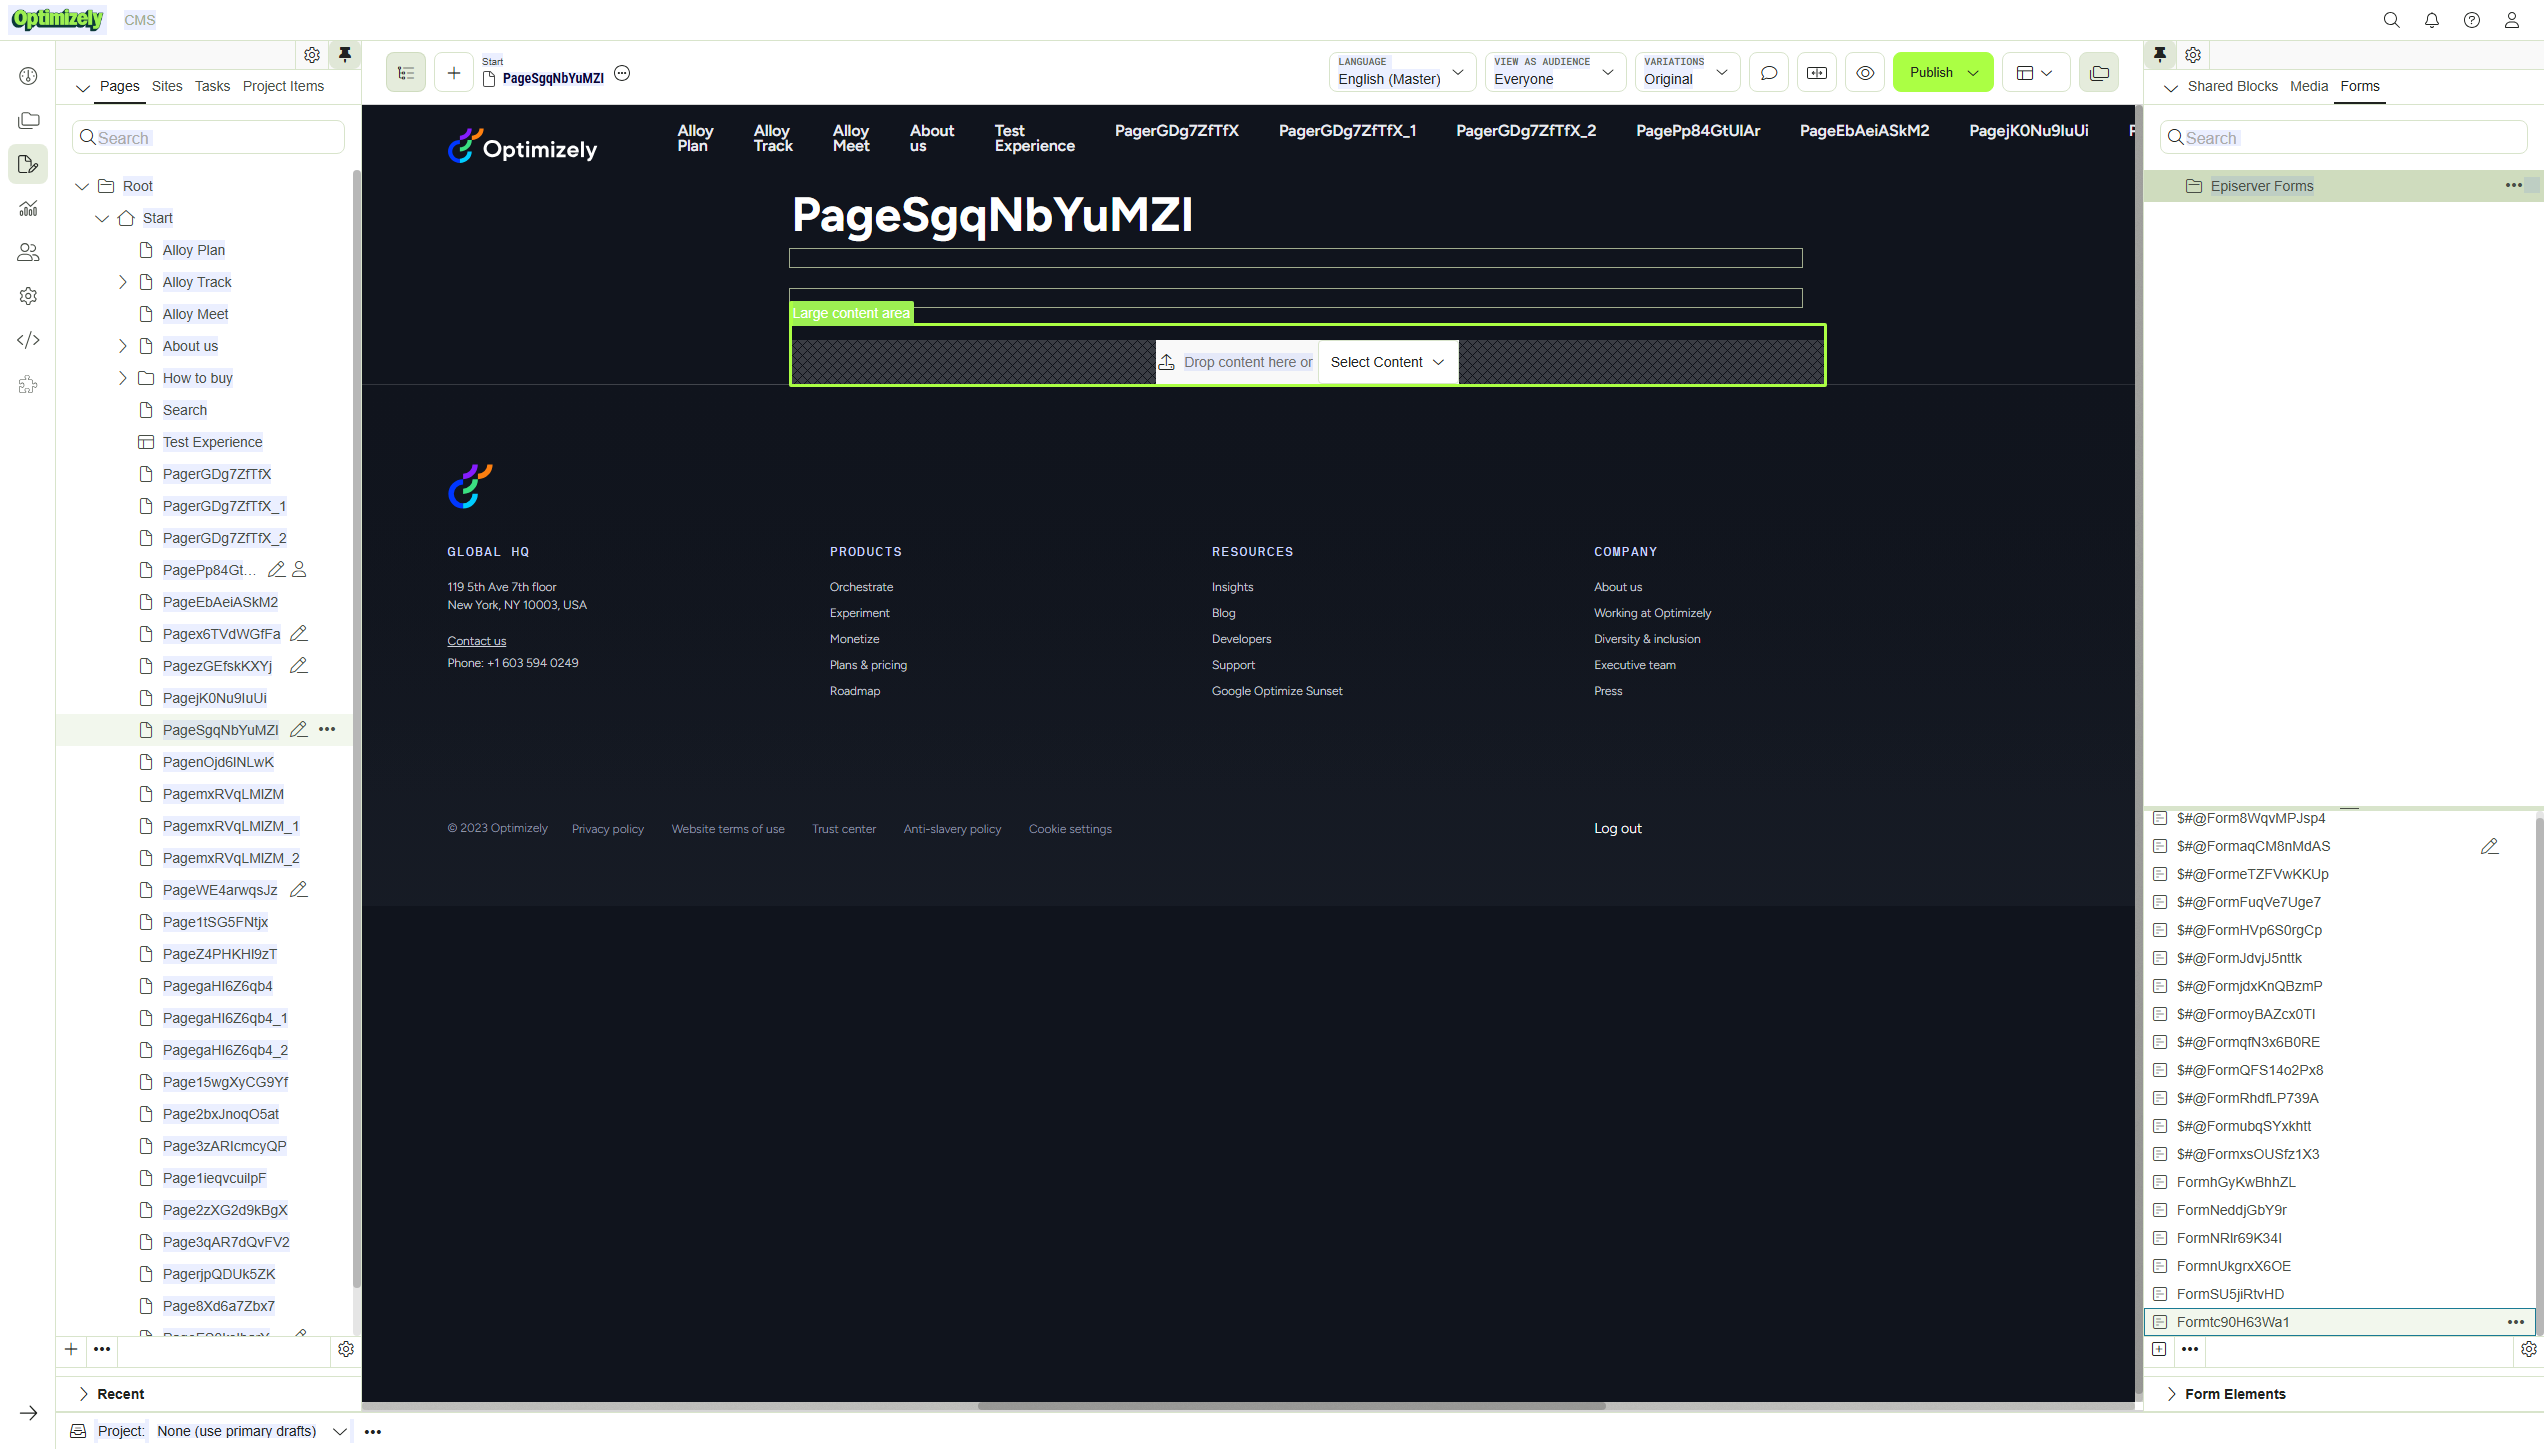 Optimizely CMS
Pages Sites Tasks Project Items
Search
Root
Start
Alloy Plan
Alloy Track
Alloy Meet
About us
How to buy
Search
Test Experience
PagerGDg7ZfTfX
PagerGDg7ZfTfX_1
PagerGDg7ZfTfX_2
PagePp84Gt...
PageEbAeiASkM2
Pagex6TVdWGfFa
PagezGEfskKXYj
PagejK0Nu9IuUi
PageSgqNbYuMZI
PagenOjd6lNLwK
PagemxRVqLMlZM
PagemxRVqLMlZM_1
PagemxRVqLMlZM_2
PageWE4arwqsJz
Page1tSG5FNtjx
PageZ4PHKHI9zT
PagegaHI6Z6qb4
PagegaHI6Z6qb4_1
PagegaHI6Z6qb4_2
Page15wgXyCG9Yf
Page2bxJnoqO5at
Page3zARIcmcyQP
Page1ieqvcuilpF
Page2zXG2d9kBgX
Page3qAR7dQvFV2
PagerjpQDUk5ZK
Page8Xd6a7Zbx7
Recent
Project: None (use primary drafts)
Start
PageSgqNbYuMZI
LANGUAGE
English (Master)
VIEW AS AUDIENCE
Everyone
VARIATIONS
Original
Publish
Optimizely
Alloy Plan
Alloy Track
Alloy Meet
About us
Test Experience
PagerGDg7ZfTfX
PagerGDg7ZfTfX_1
PagerGDg7ZfTfX_2
PagePp84GtUlAr
PageEbAeiASkM2
PagejK0Nu9IuUi
PageSgqNbYuMZI
Large content area
Drop content here or Select Content
GLOBAL HQ
119 5th Ave 7th floor
New York, NY 10003, USA
Contact us
Phone: +1 603 594 0249
PRODUCTS
Orchestrate
Experiment
Monetize
Plans & pricing
Roadmap
RESOURCES
Insights
Blog
Developers
Support
Google Optimize Sunset
COMPANY
About us
Working at Optimizely
Diversity & inclusion
Executive team
Press
© 2023 Optimizely Privacy policy Website terms of use Trust center Anti-slavery policy Cookie settings Log out
Shared Blocks Media Forms
Search
Episerver Forms
$#@Form8WqvMPJsp4
$#@FormaqCM8nMdAS
$#@FormeTZFVwKKUp
$#@FormFuqVe7Uge7
$#@FormHVp6S0rgCp
$#@FormJdvjJ5nttk
$#@FormjdxKnQBzmP
$#@FormoyBAZcx0TI
$#@FormqfN3x6B0RE
$#@FormQFS14o2Px8
$#@FormRhdfLP739A
$#@FormubqSYxkhtt
$#@FormxsOUSfz1X3
FormhGyKwBhhZL
FormNeddjGbY9r
FormNRIr69K34I
FormnUkgrxX6OE
FormSU5jiRtvHD
Formtc90H63Wa1
Form Elements